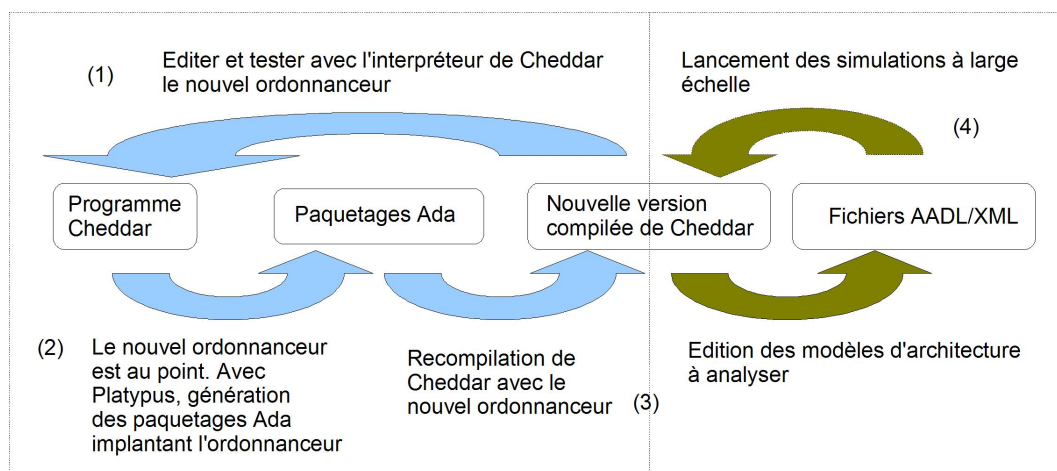 (1)
Editer et tester avec l'interpréteur de Cheddar
le nouvel ordonnanceur
Lancement des simulations à large
échelle
(4)
Programme
Cheddar
Paquetages Ada
Nouvelle version
compilée de Cheddar
Fichiers AADL/XML
(2)
Le nouvel ordonnanceur
est au point. Avec
Platypus, génération
des paquetages Ada
implantant l'ordonnanceur
Recompilation de
Cheddar avec le
nouvel ordonnanceur
(3)
Edition des modèles d'architecture
à analyser